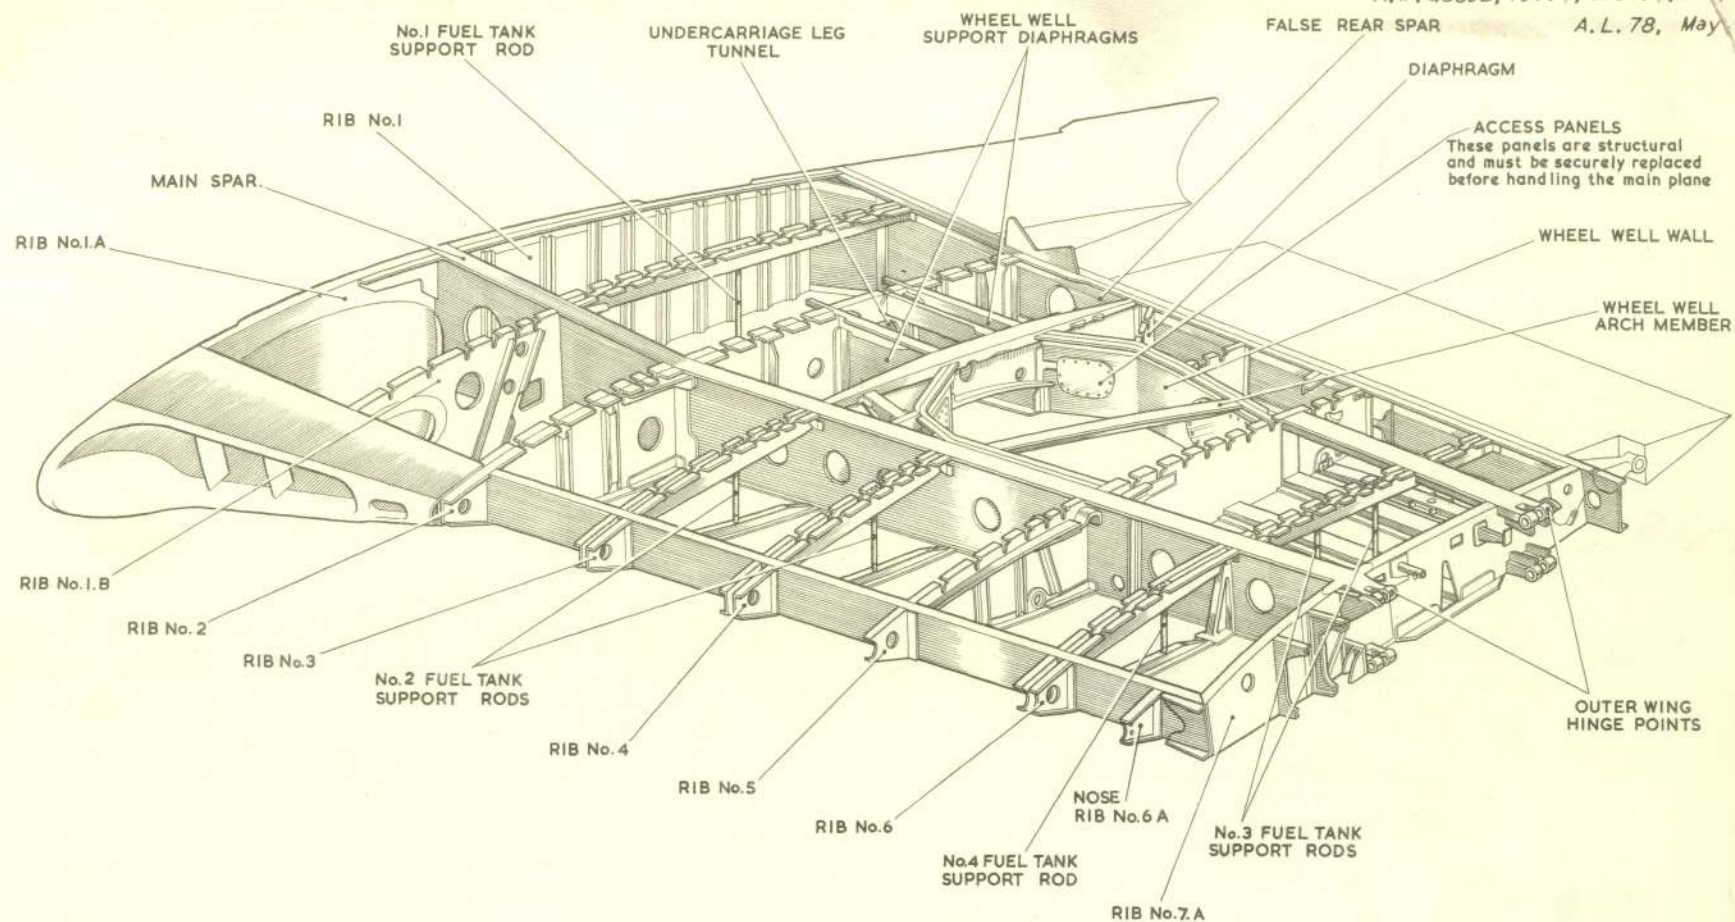 FALSE REAR SPAR
A.L. 78, May
No.1 FUEL TANK
SUPPORT ROD
UNDERCARRIAGE LEG
TUNNEL
WHEEL WELL
SUPPORT DIAPHRAGMS
DIAPHRAGM
RIB No.1
ACCESS PANELS
These panels are structural
and must be securely replaced
before handling the main plane
MAIN SPAR.
RIB No.1.A
WHEEL WELL WALL
WHEEL WELL
ARCH MEMBER
RIB No.1.B
RIB No. 2
RIB No.3
No.2 FUEL TANK
SUPPORT RODS
RIB No.4
RIB No.5
RIB No.6
NOSE
RIB No.6A
No.4 FUEL TANK
SUPPORT ROD
No.3 FUEL TANK
SUPPORT RODS
OUTER WING
HINGE POINTS
RIB No.7.A